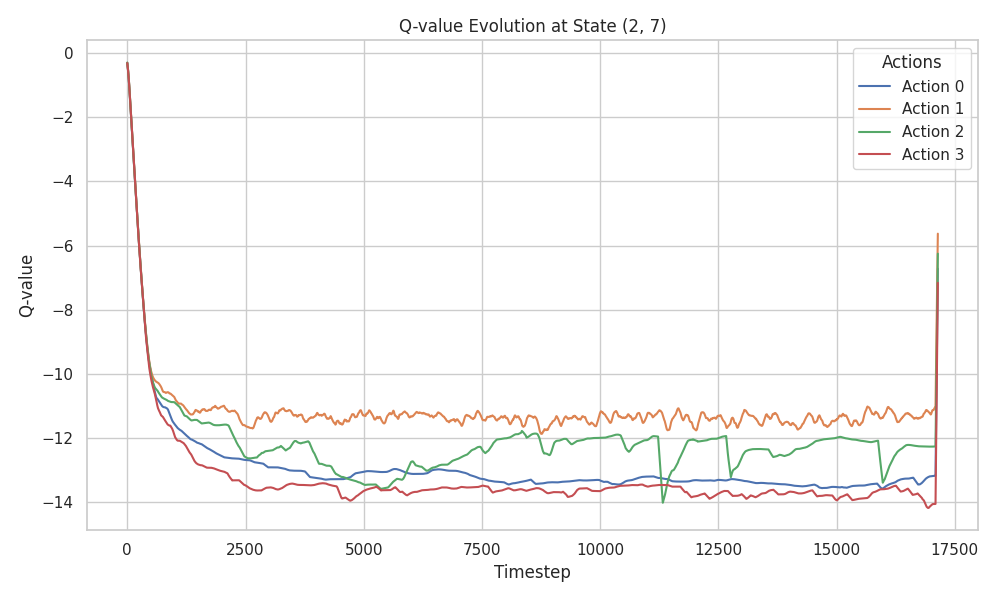 Q-value Evolution at State (2, 7)
Q-value
0
−2
−4
−6
−8
−10
−12
−14
Actions
Action 0
Action 1
Action 2
Action 3
0
2500
5000
7500
10000
12500
15000
17500
Timestep